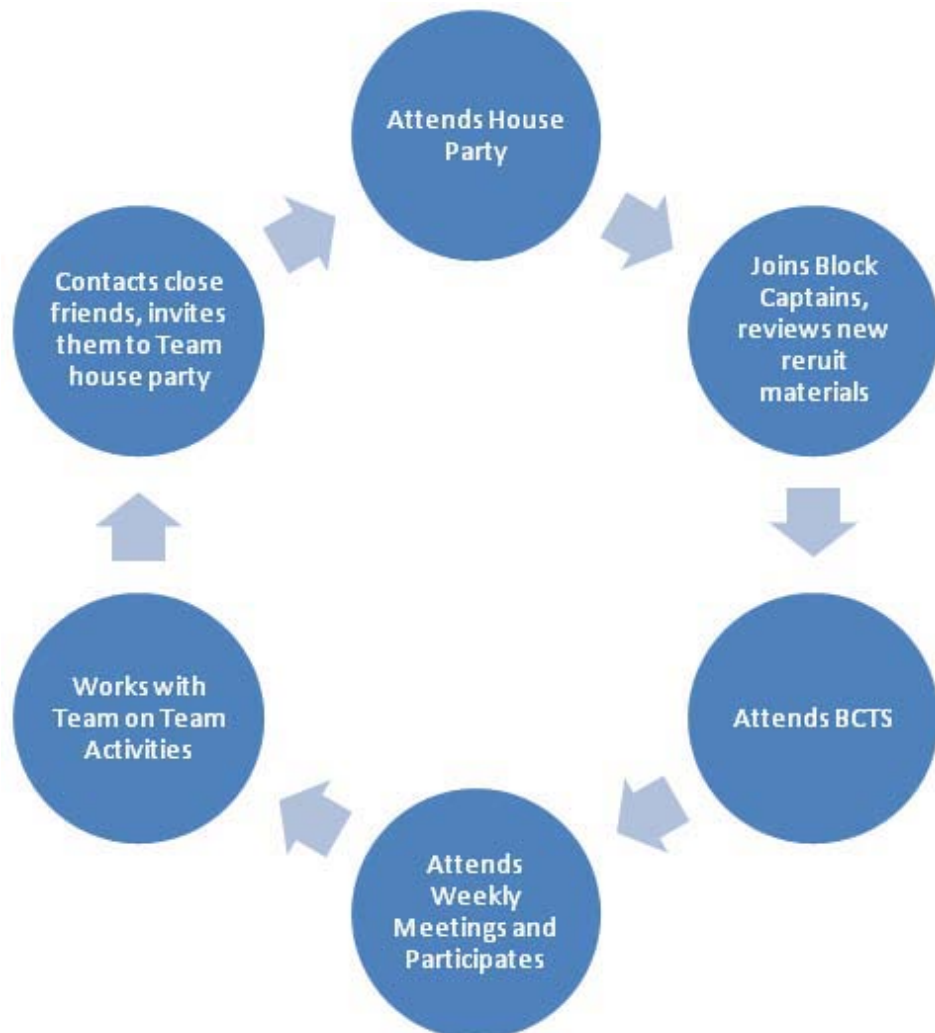 Attends House
Party
Joins Block
Captains,
reviews new
reruit
materials
Attends BCTS
Attends
Weekly
Meetings and
Participates
Works with
Team on Team
Activities
Contacts close
friends, invites
them to Team
house party